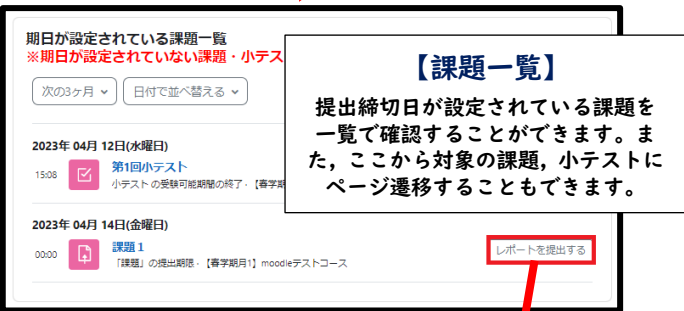 期日が設定されている課題一覧
※期日が設定されていない課題・小テス
次の3ヶ月
日付で並べ替える
【課題一覧】
提出締切日が設定されている課題を
一覧で確認することができます。ま
た，ここから対象の課題，小テストに
ページ遷移することもできます。
2023年 04月 12日(水曜日)
15:08
第1回小テスト
小テスト の受験可能期間の終了 · 【春学期
2023年 04月 14日(金曜日)
00:00
課題 1
「課題」の提出期限 · 【春学期月1】moodleテストコース
レポートを提出する